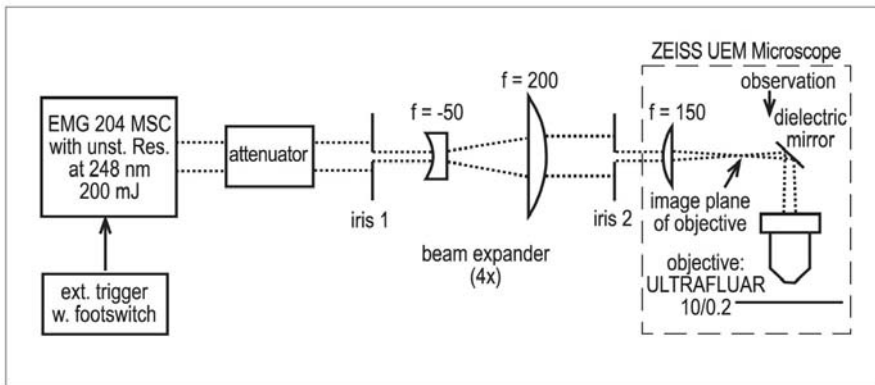 ZEISS UEM Microscope
observation
f = 200
f = -50
f = 150
dielectric
mirror
EMG 204 MSC
with unst. Res.
at 248 nm
200 mJ
attenuator
iris 1
iris 2
image plane
of objective
beam expander
(4x)
objective:
ULTRAFLUAR
10/0.2
ext. trigger
w. footswitch